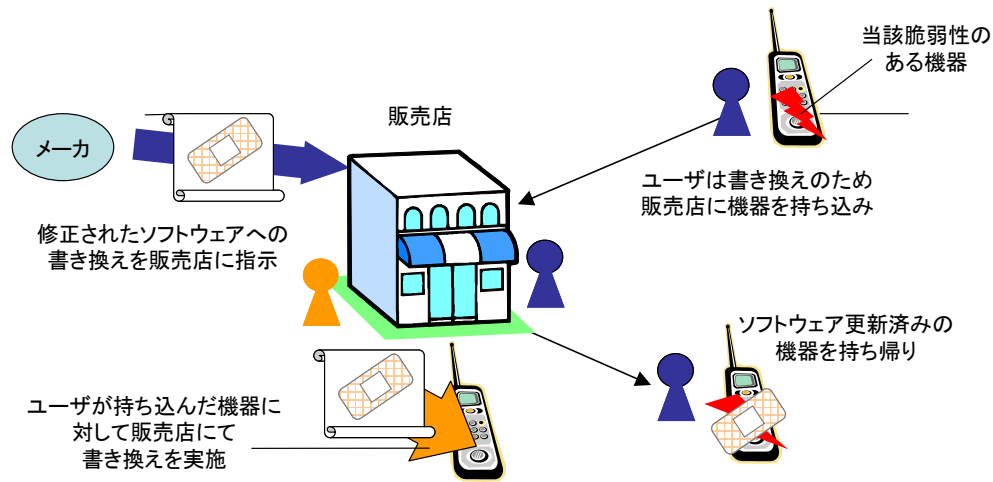 当該脆弱性の
ある機器
販売店
メーカ
ユーザは書き換えのため
販売店に機器を持ち込み
修正されたソフトウェアへの
書き換えを販売店に指示
ソフトウェア更新済みの
機器を持ち帰り
ユーザが持ち込んだ機器に
対して販売店にて
書き換えを実施